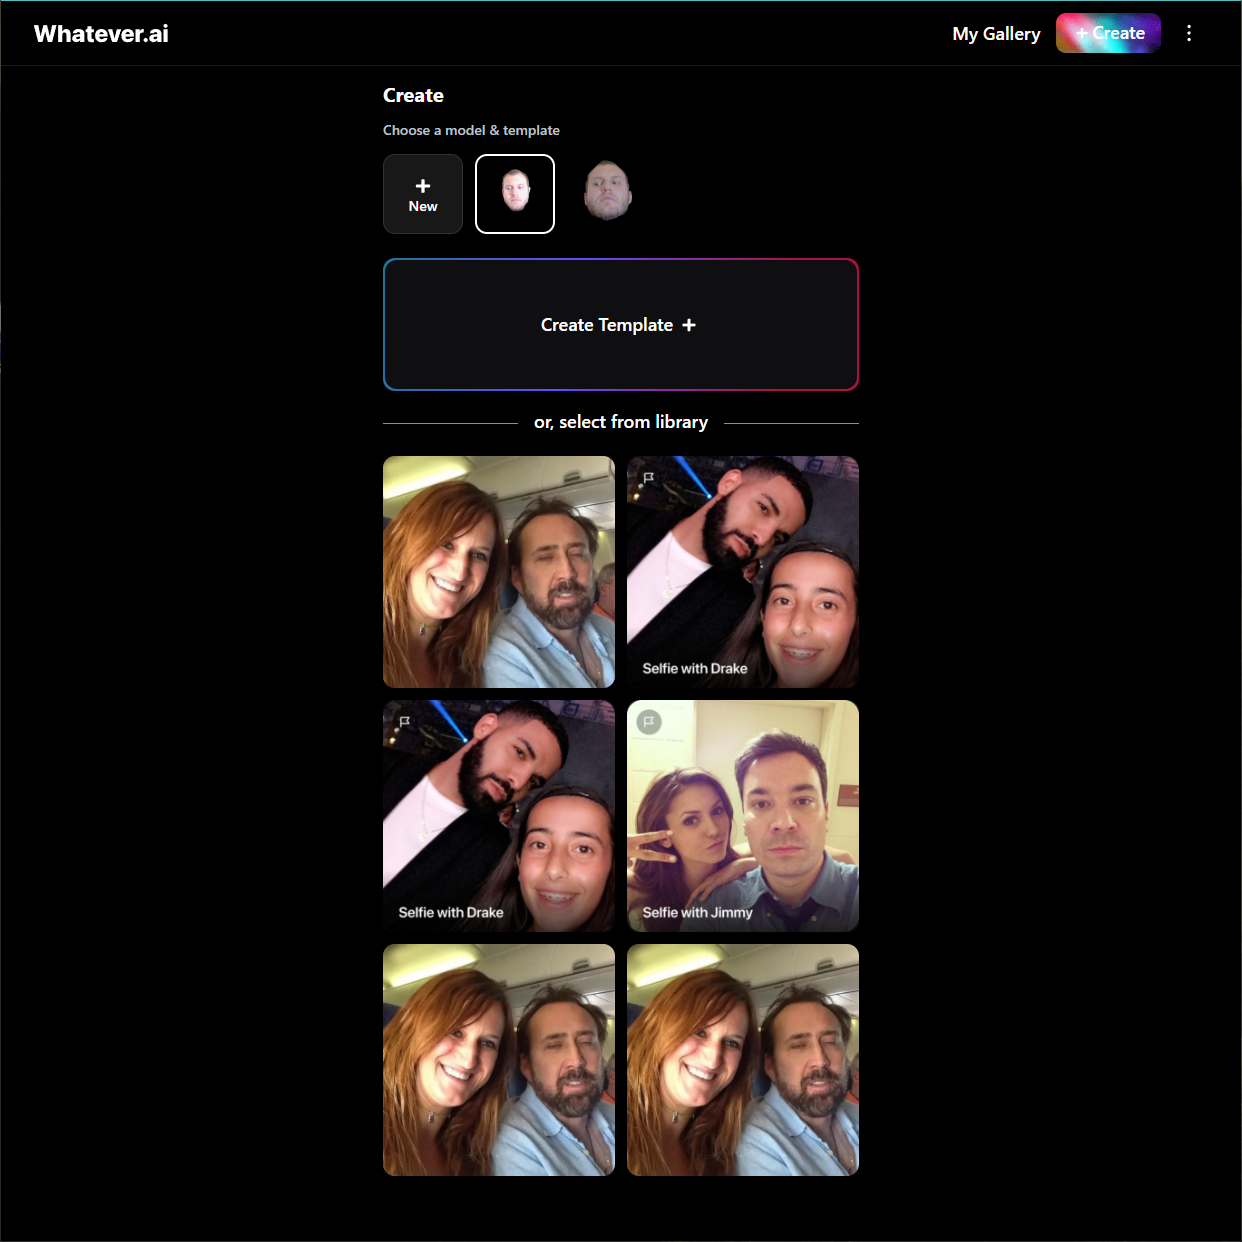 Whatever.ai
My Gallery
+ Create
Create
Choose a model & template
+
New
Create Template +
or, select from library
Selfie with Drake
Selfie with Drake
Selfie with Jimmy